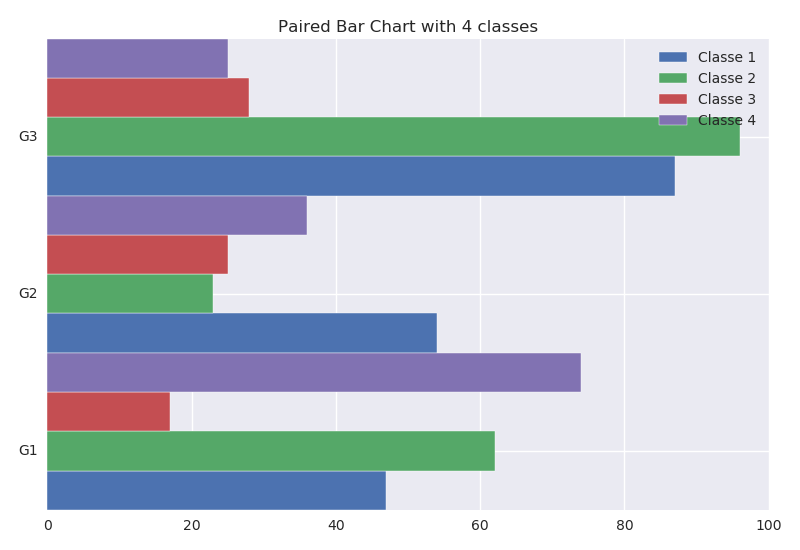 Paired Bar Chart with 4 classes
Classe 1
Classe 2
Classe 3
Classe 4
G3
G2
G1
0 20 40 60 80 100